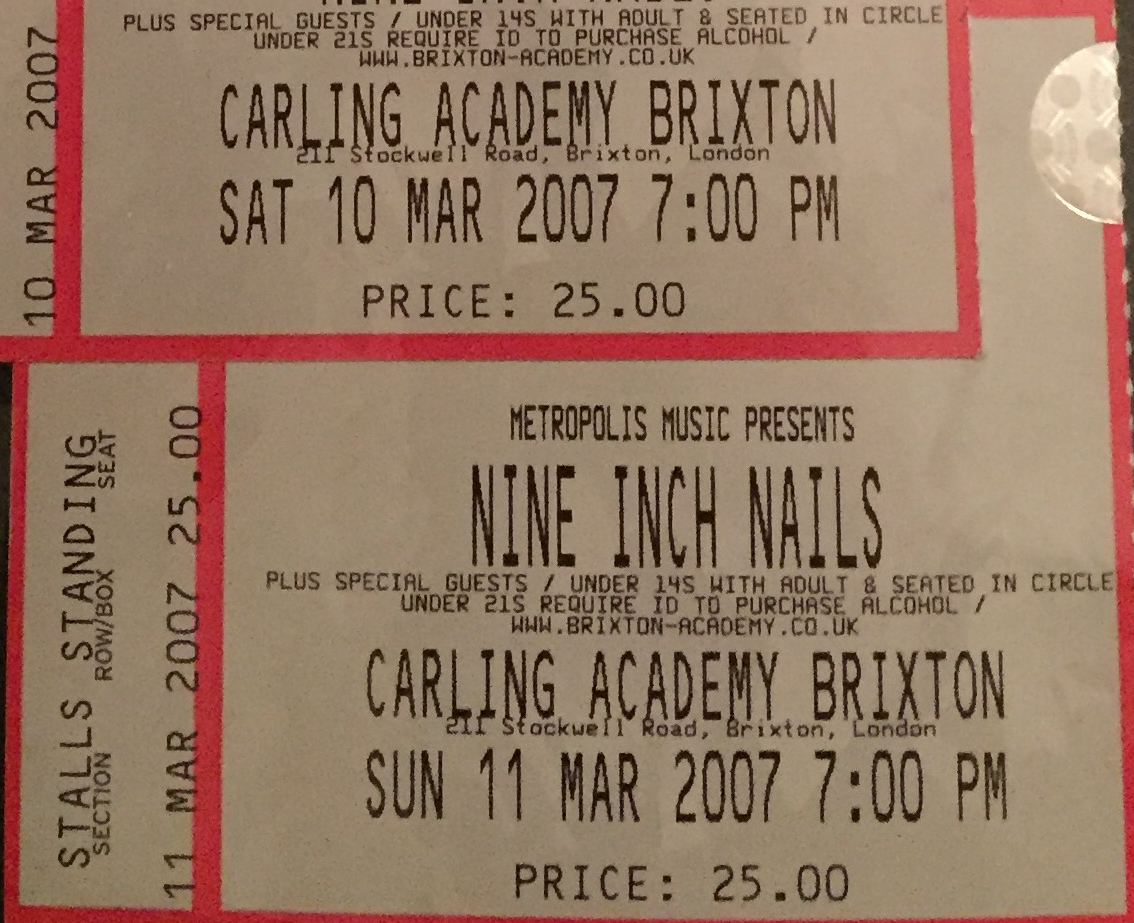 PLUS SPECIAL GUESTS / UNDER 14S WITH ADULT & SEATED IN CIRCLE
UNDER 21S REQUIRE ID TO PURCHASE ALCOHOL /
WWW.BRIXTON-ACADEMY.CO.UK
CARLING ACADEMY BRIXTON
211 Stockwell Road, Brixton, London
SAT 10 MAR 2007 7:00 PM
PRICE: 25.00
10 MAR 2007
METROPOLIS MUSIC PRESENTS
NINE INCH NAILS
PLUS SPECIAL GUESTS / UNDER 14S WITH ADULT & SEATED IN CIRCLE
UNDER 21S REQUIRE ID TO PURCHASE ALCOHOL /
WWW.BRIXTON-ACADEMY.CO.UK
CARLING ACADEMY BRIXTON
211 Stockwell Road, Brixton, London
SUN 11 MAR 2007 7:00 PM
PRICE: 25.00
STALLS STANDING
SECTION ROW/BOX SEAT
11 MAR 2007 25.00